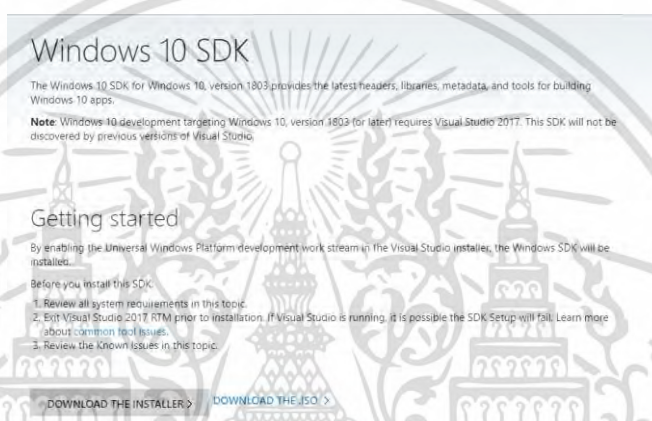 Windows 10 SDK
The Windows 10 SDK for Windows 10, version 1803 provides the latest headers, libraries, metadata, and tools for building
Windows 10 apps.
Note: Windows 10 development targeting Windows 10, version 1803 (or later) requires Visual Studio 2017. This SDK will not be
discovered by previous versions of Visual Studio.
Getting started
By enabling the Universal Windows Platform development work stream in the Visual Studio installer, the Windows SDK will be
installed.
Before you install this SDK:
1. Review all system requirements in this topic.
2. Exit Visual Studio 2017 RTM prior to installation. If Visual Studio is running, it is possible the SDK Setup will fail. Learn more
about common tool issues.
3. Review the Known issues in this topic.
DOWNLOAD THE INSTALLER > DOWNLOAD THE .ISO >